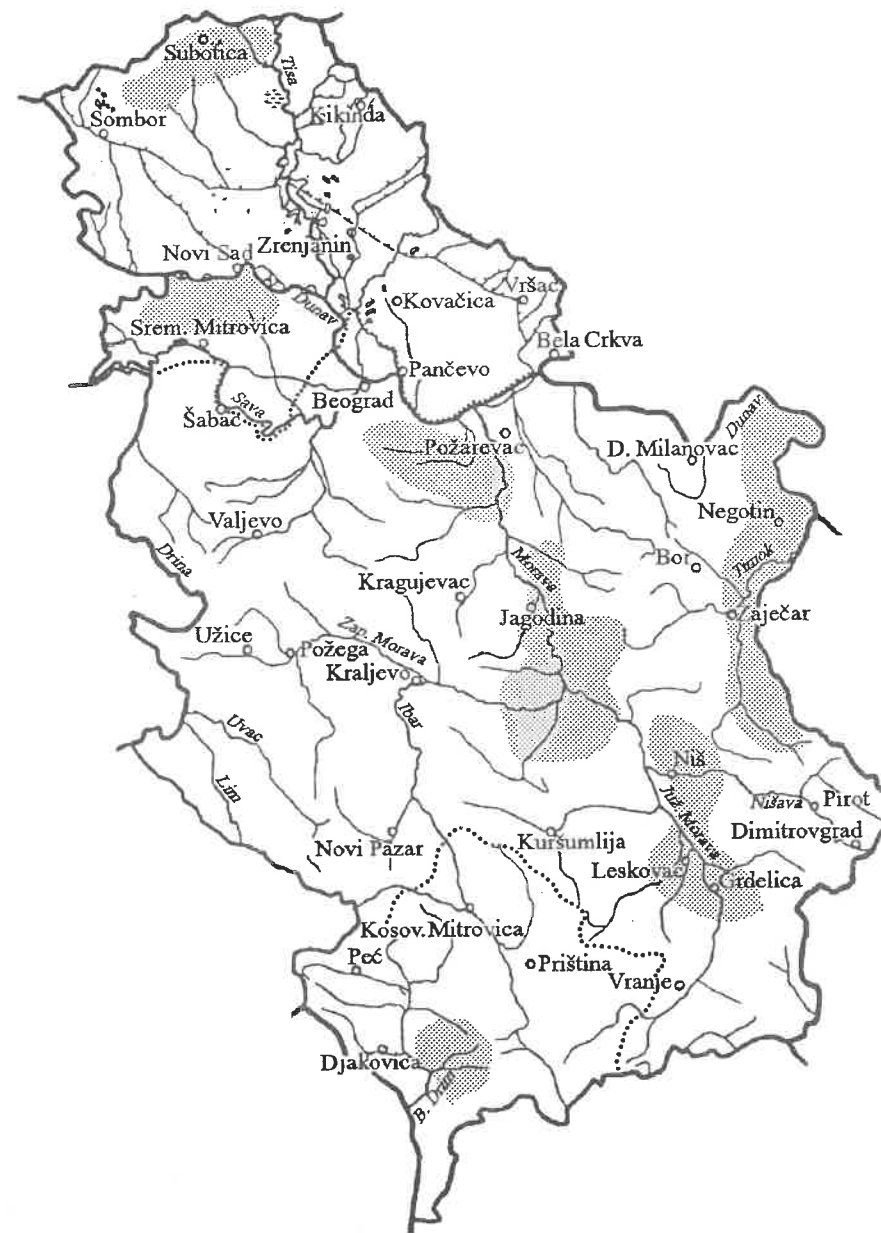 Subotica
Tisa
Kikinda
Sombor
Novi Sad
Zrenjanin
Dunav
Kovačica
Vršac
Srem. Mitrovica
Bela Crkva
Pančevo
Beograd
Sava
Šabac
Dunav
Požarevac
D. Milanovac
Negotin
Valjevo
Drina
Morava
Bor
Timok
Kragujevac
Jagodina
aječar
Užice
Požega
Zap. Morava
Kraljevo
Ibar
Uvac
Lim
Niš
Nišava
Pirot
Juž. Morava
Dimitrovgrad
Novi Pazar
Kuršumlija
Leskovac
Grdelica
Kosov. Mitrovica
Peć
Priština
Vranje
Djakovica
B. Drim